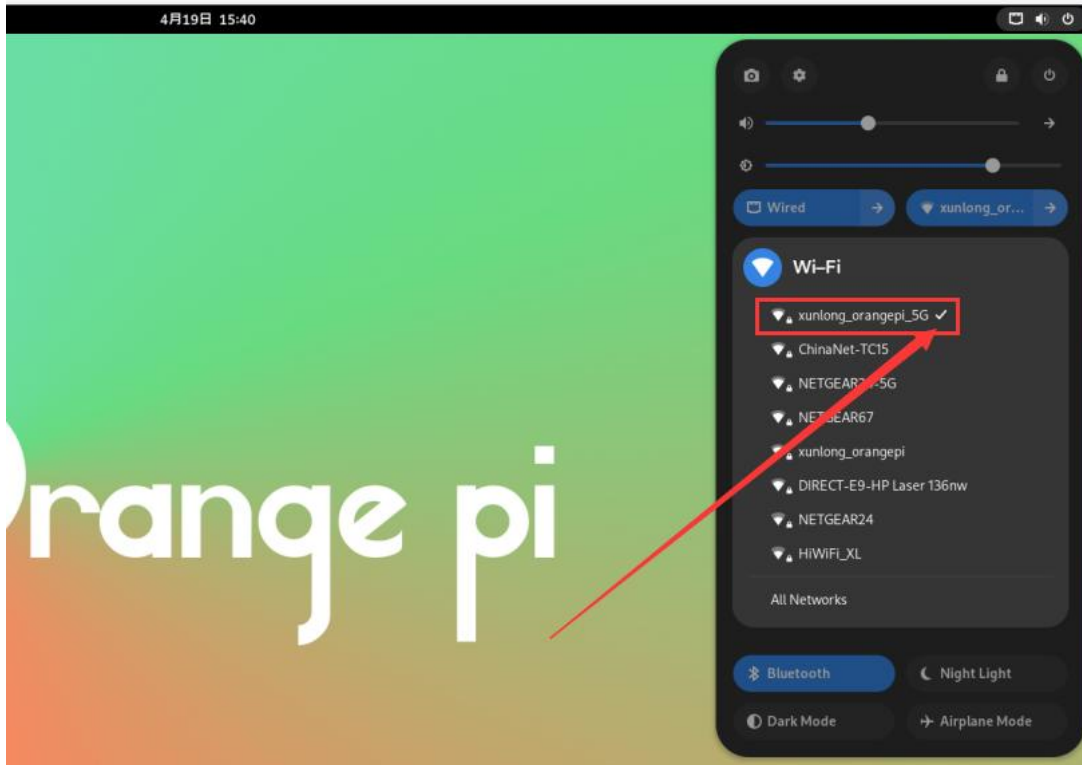 4月19日 15:40
Wired
xunlong_or...
Wi-Fi
xunlong_orangepi_5G
ChinaNet-TC15
NETGEAR67
xunlong_orangepi
DIRECT-E9-HP Laser 136nw
NETGEAR24
HiWiFi_XL
All Networks
range pi
Bluetooth
Night Light
Dark Mode
Airplane Mode